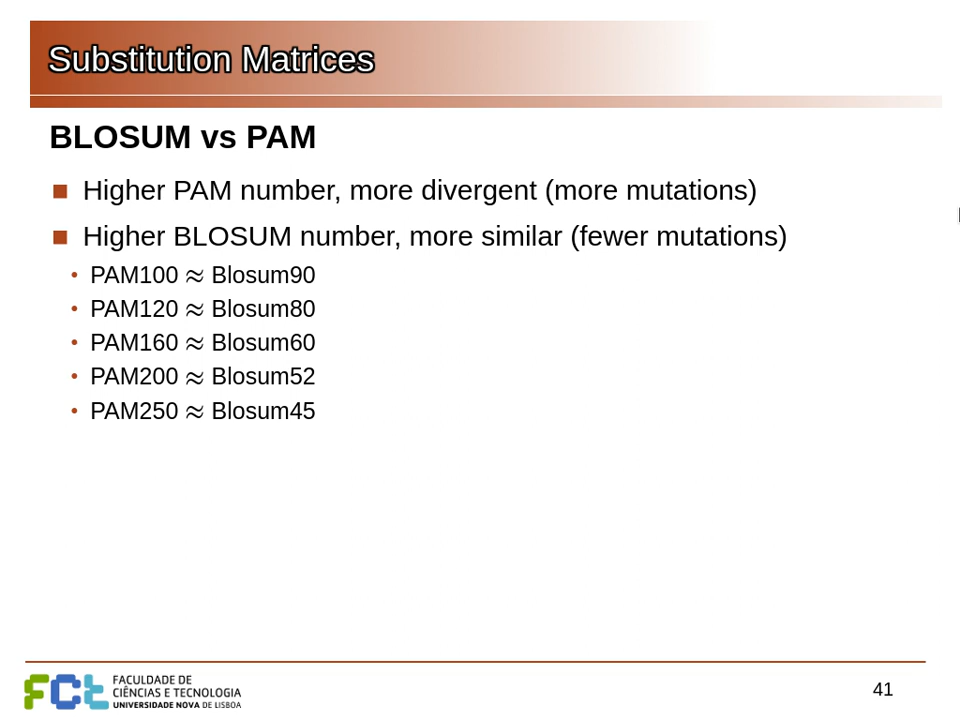 Substitution Matrices
BLOSUM vs PAM
Higher PAM number, more divergent (more mutations)
Higher BLOSUM number, more similar (fewer mutations)
PAM100 ≈ Blosum90
PAM120 ≈ Blosum80
PAM160 ≈ Blosum60
PAM200 ≈ Blosum52
PAM250 ≈ Blosum45
FCt
FACULDADE DE
CIÊNCIAS E TECNOLOGIA
UNIVERSIDADE NOVA DE LISBOA
41